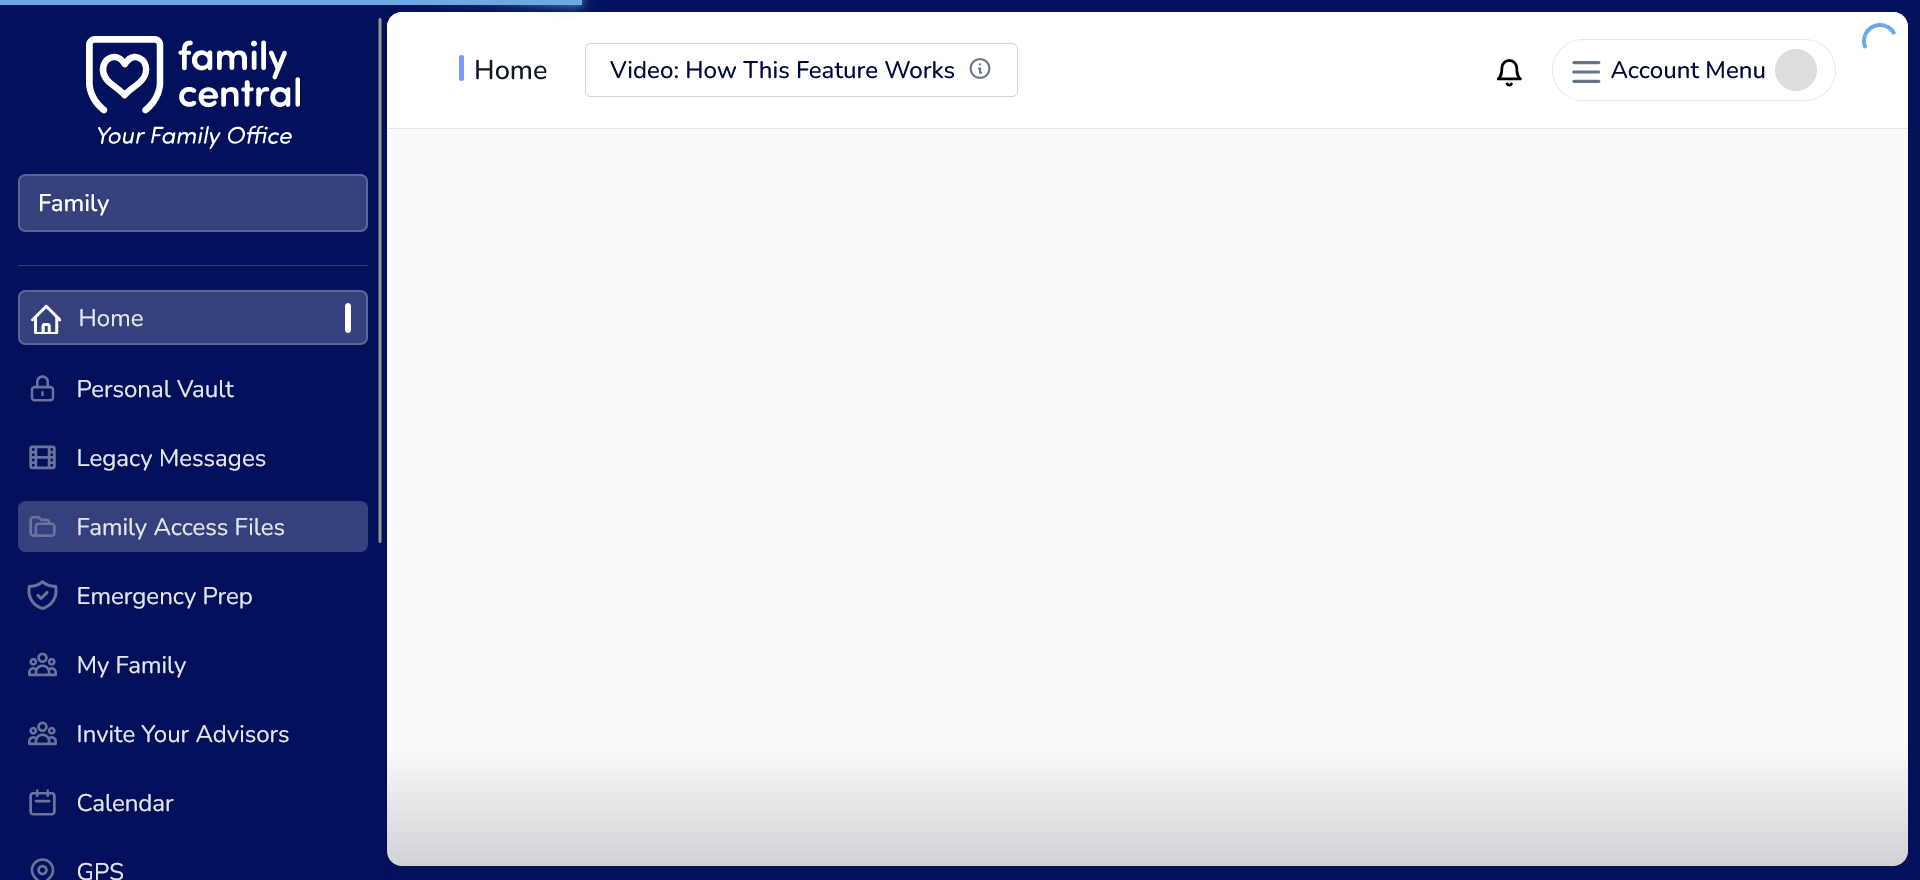 family
central
Your Family Office
Family
Home
Personal Vault
Legacy Messages
Family Access Files
Emergency Prep
My Family
Invite Your Advisors
Calendar
GPS
Home
Video: How This Feature Works
Account Menu